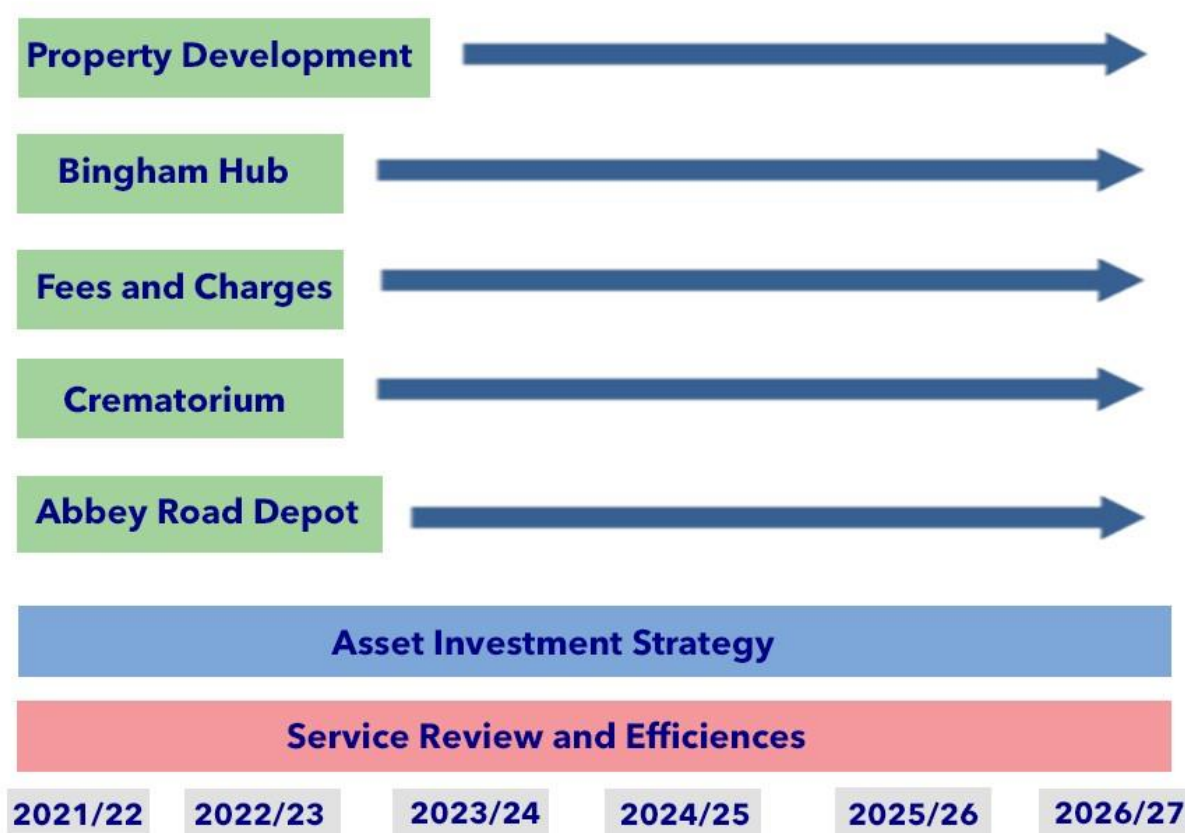 Property Development
Bingham Hub
Fees and Charges
Crematorium
Abbey Road Depot
Asset Investment Strategy
Service Review and Efficiences
2021/22 2022/23 2023/24 2024/25 2025/26 2026/27